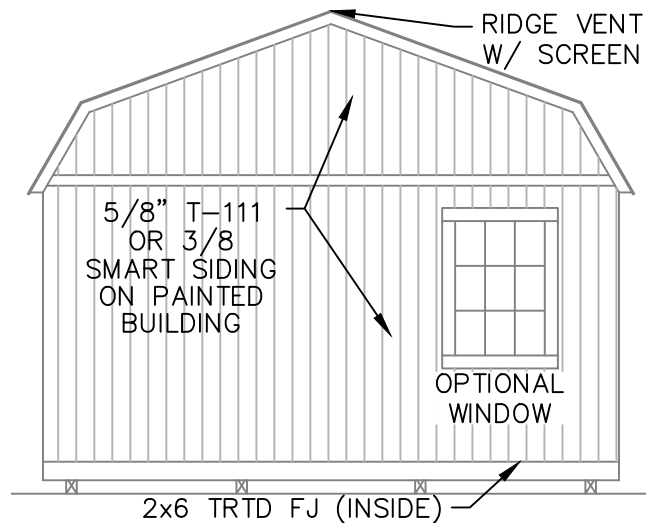 RIDGE VENT
W/ SCREEN
5/8" T-111
OR 3/8
SMART SIDING
ON PAINTED
BUILDING
OPTIONAL
WINDOW
2x6 TRTD FJ (INSIDE)